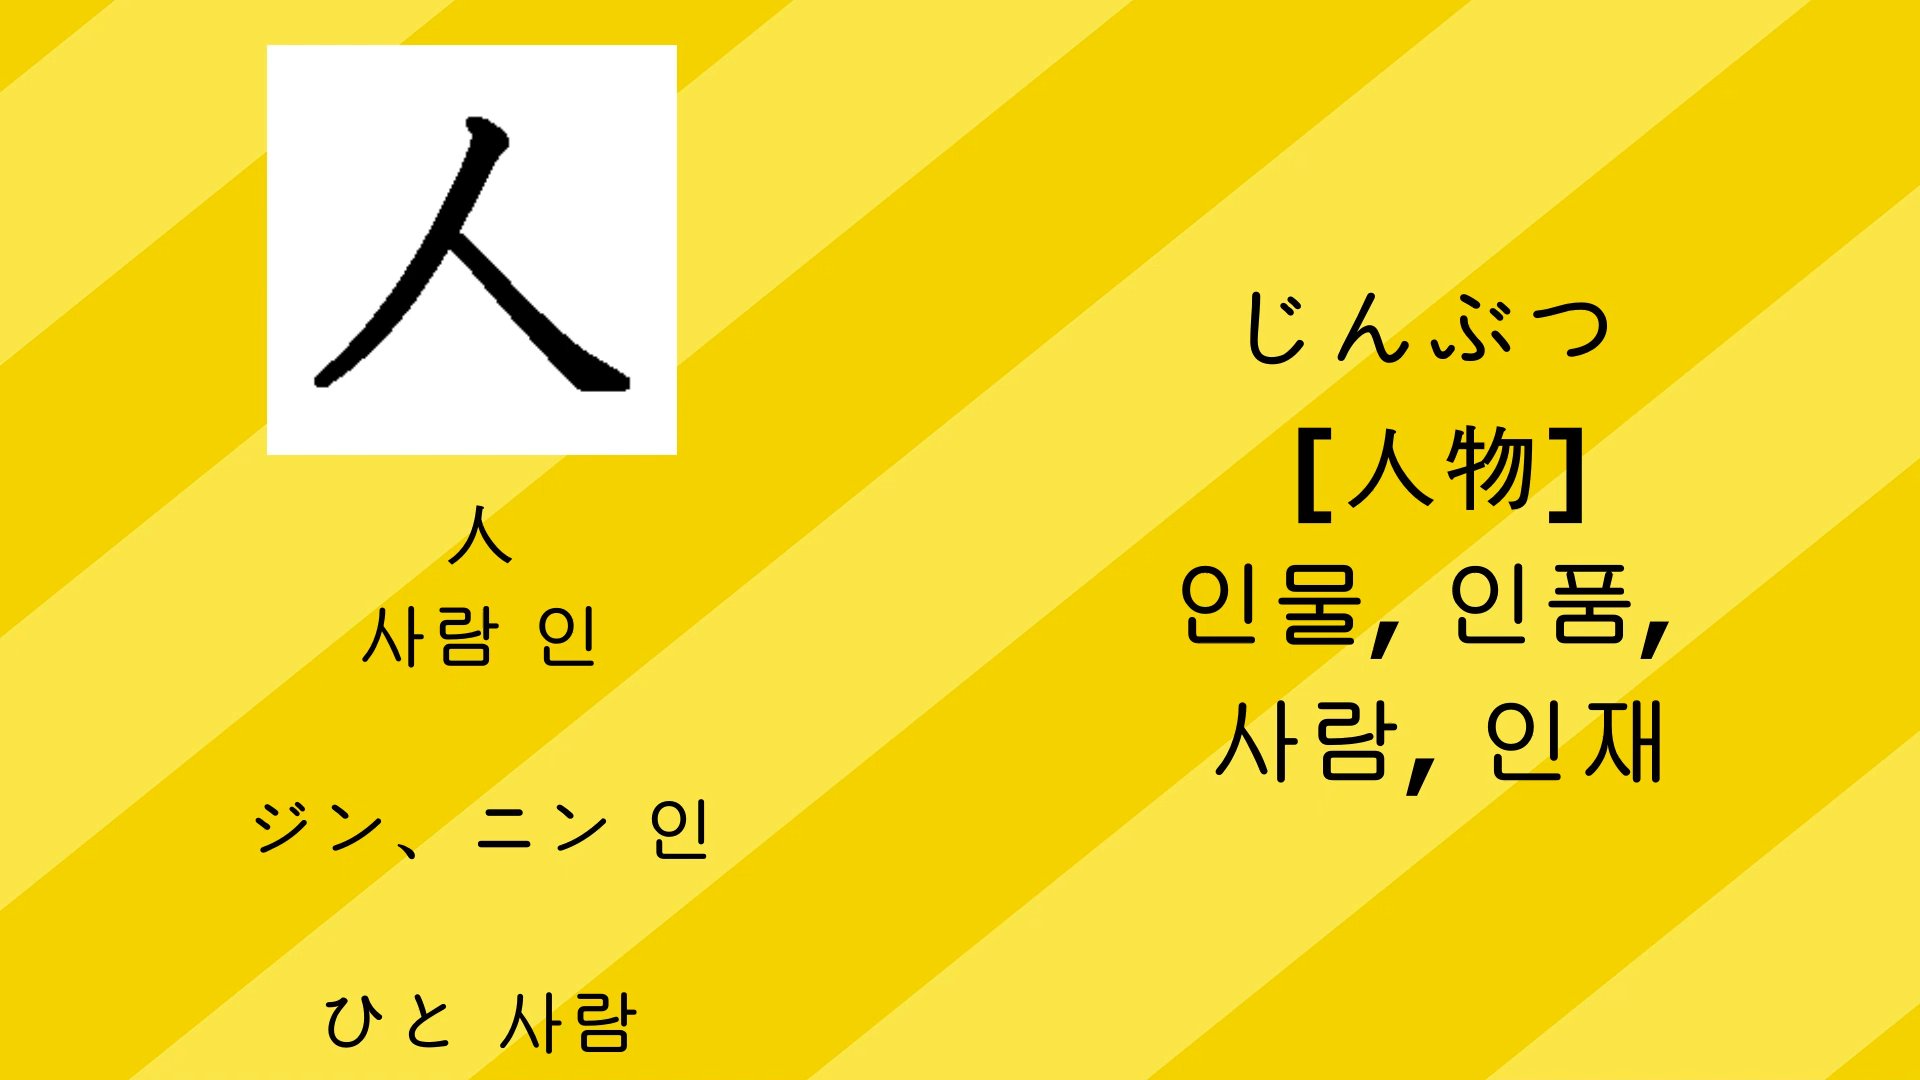 人
人
사람 인
ジン、ニン 인
ひと 사람
じんぶつ
[人物]
인물, 인품,
사람, 인재